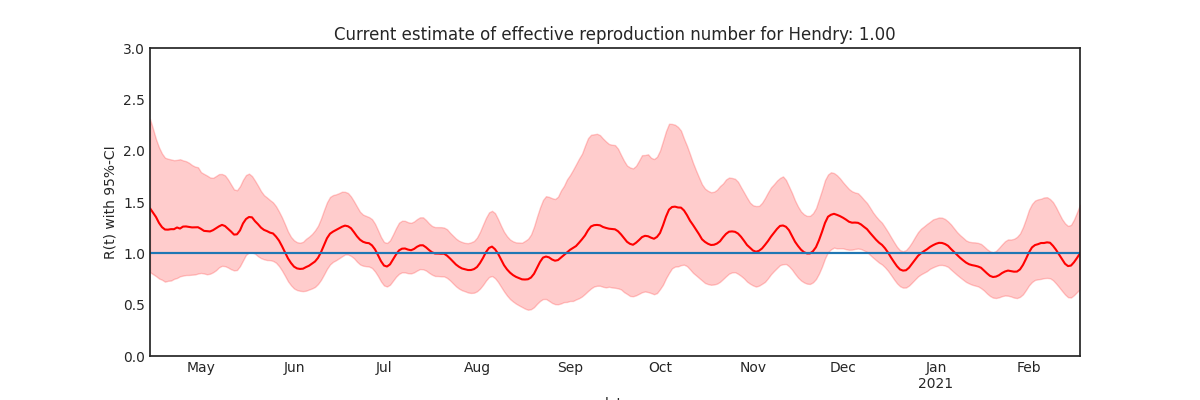 Current estimate of effective reproduction number for Hendry: 1.00
R(t) with 95%-CI
3.0
2.5
2.0
1.5
1.0
0.5
0.0
May Jun Jul Aug Sep Oct Nov Dec Jan Feb
2021